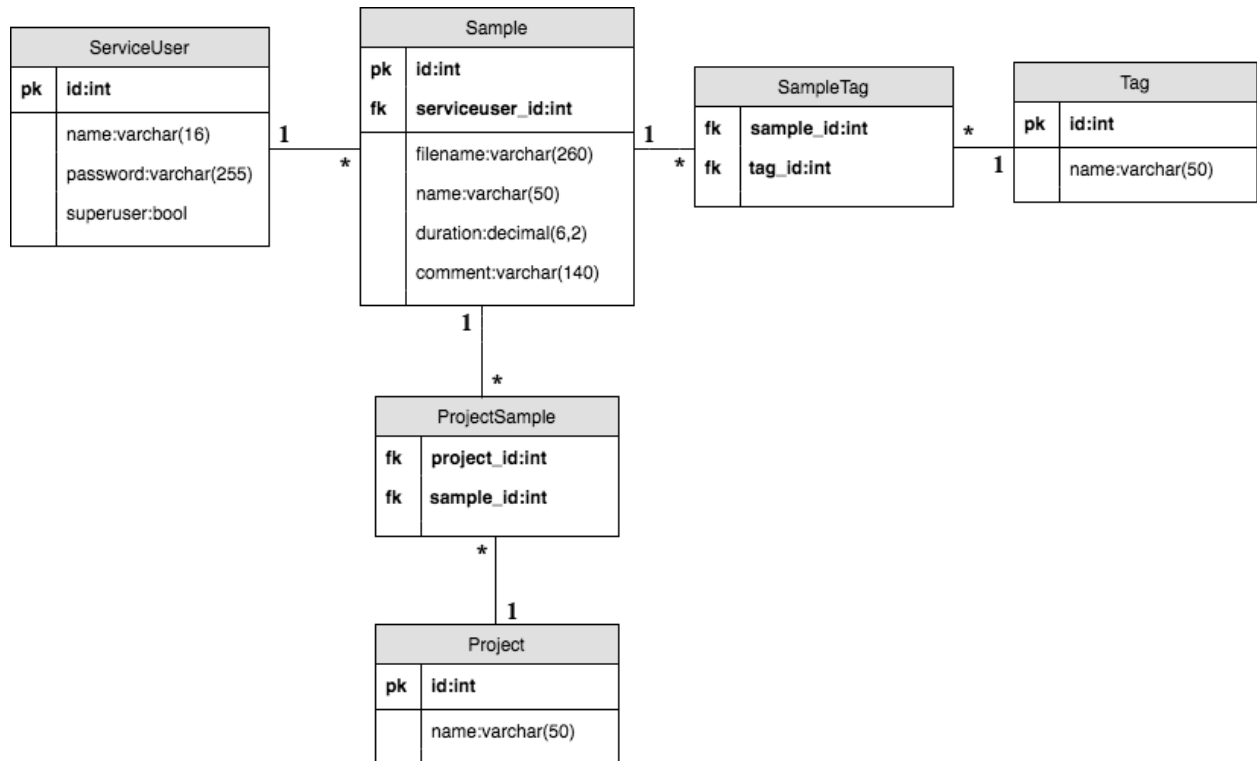 ServiceUser
pk id:int
name:varchar(16)
password:varchar(255)
superuser:bool
1
*
Sample
pk id:int
fk serviceuser_id:int
filename:varchar(260)
name:varchar(50)
duration:decimal(6,2)
comment:varchar(140)
1
*
SampleTag
fk sample_id:int
fk tag_id:int
*
1
Tag
pk id:int
name:varchar(50)
1
*
ProjectSample
fk project_id:int
fk sample_id:int
*
1
Project
pk id:int
name:varchar(50)